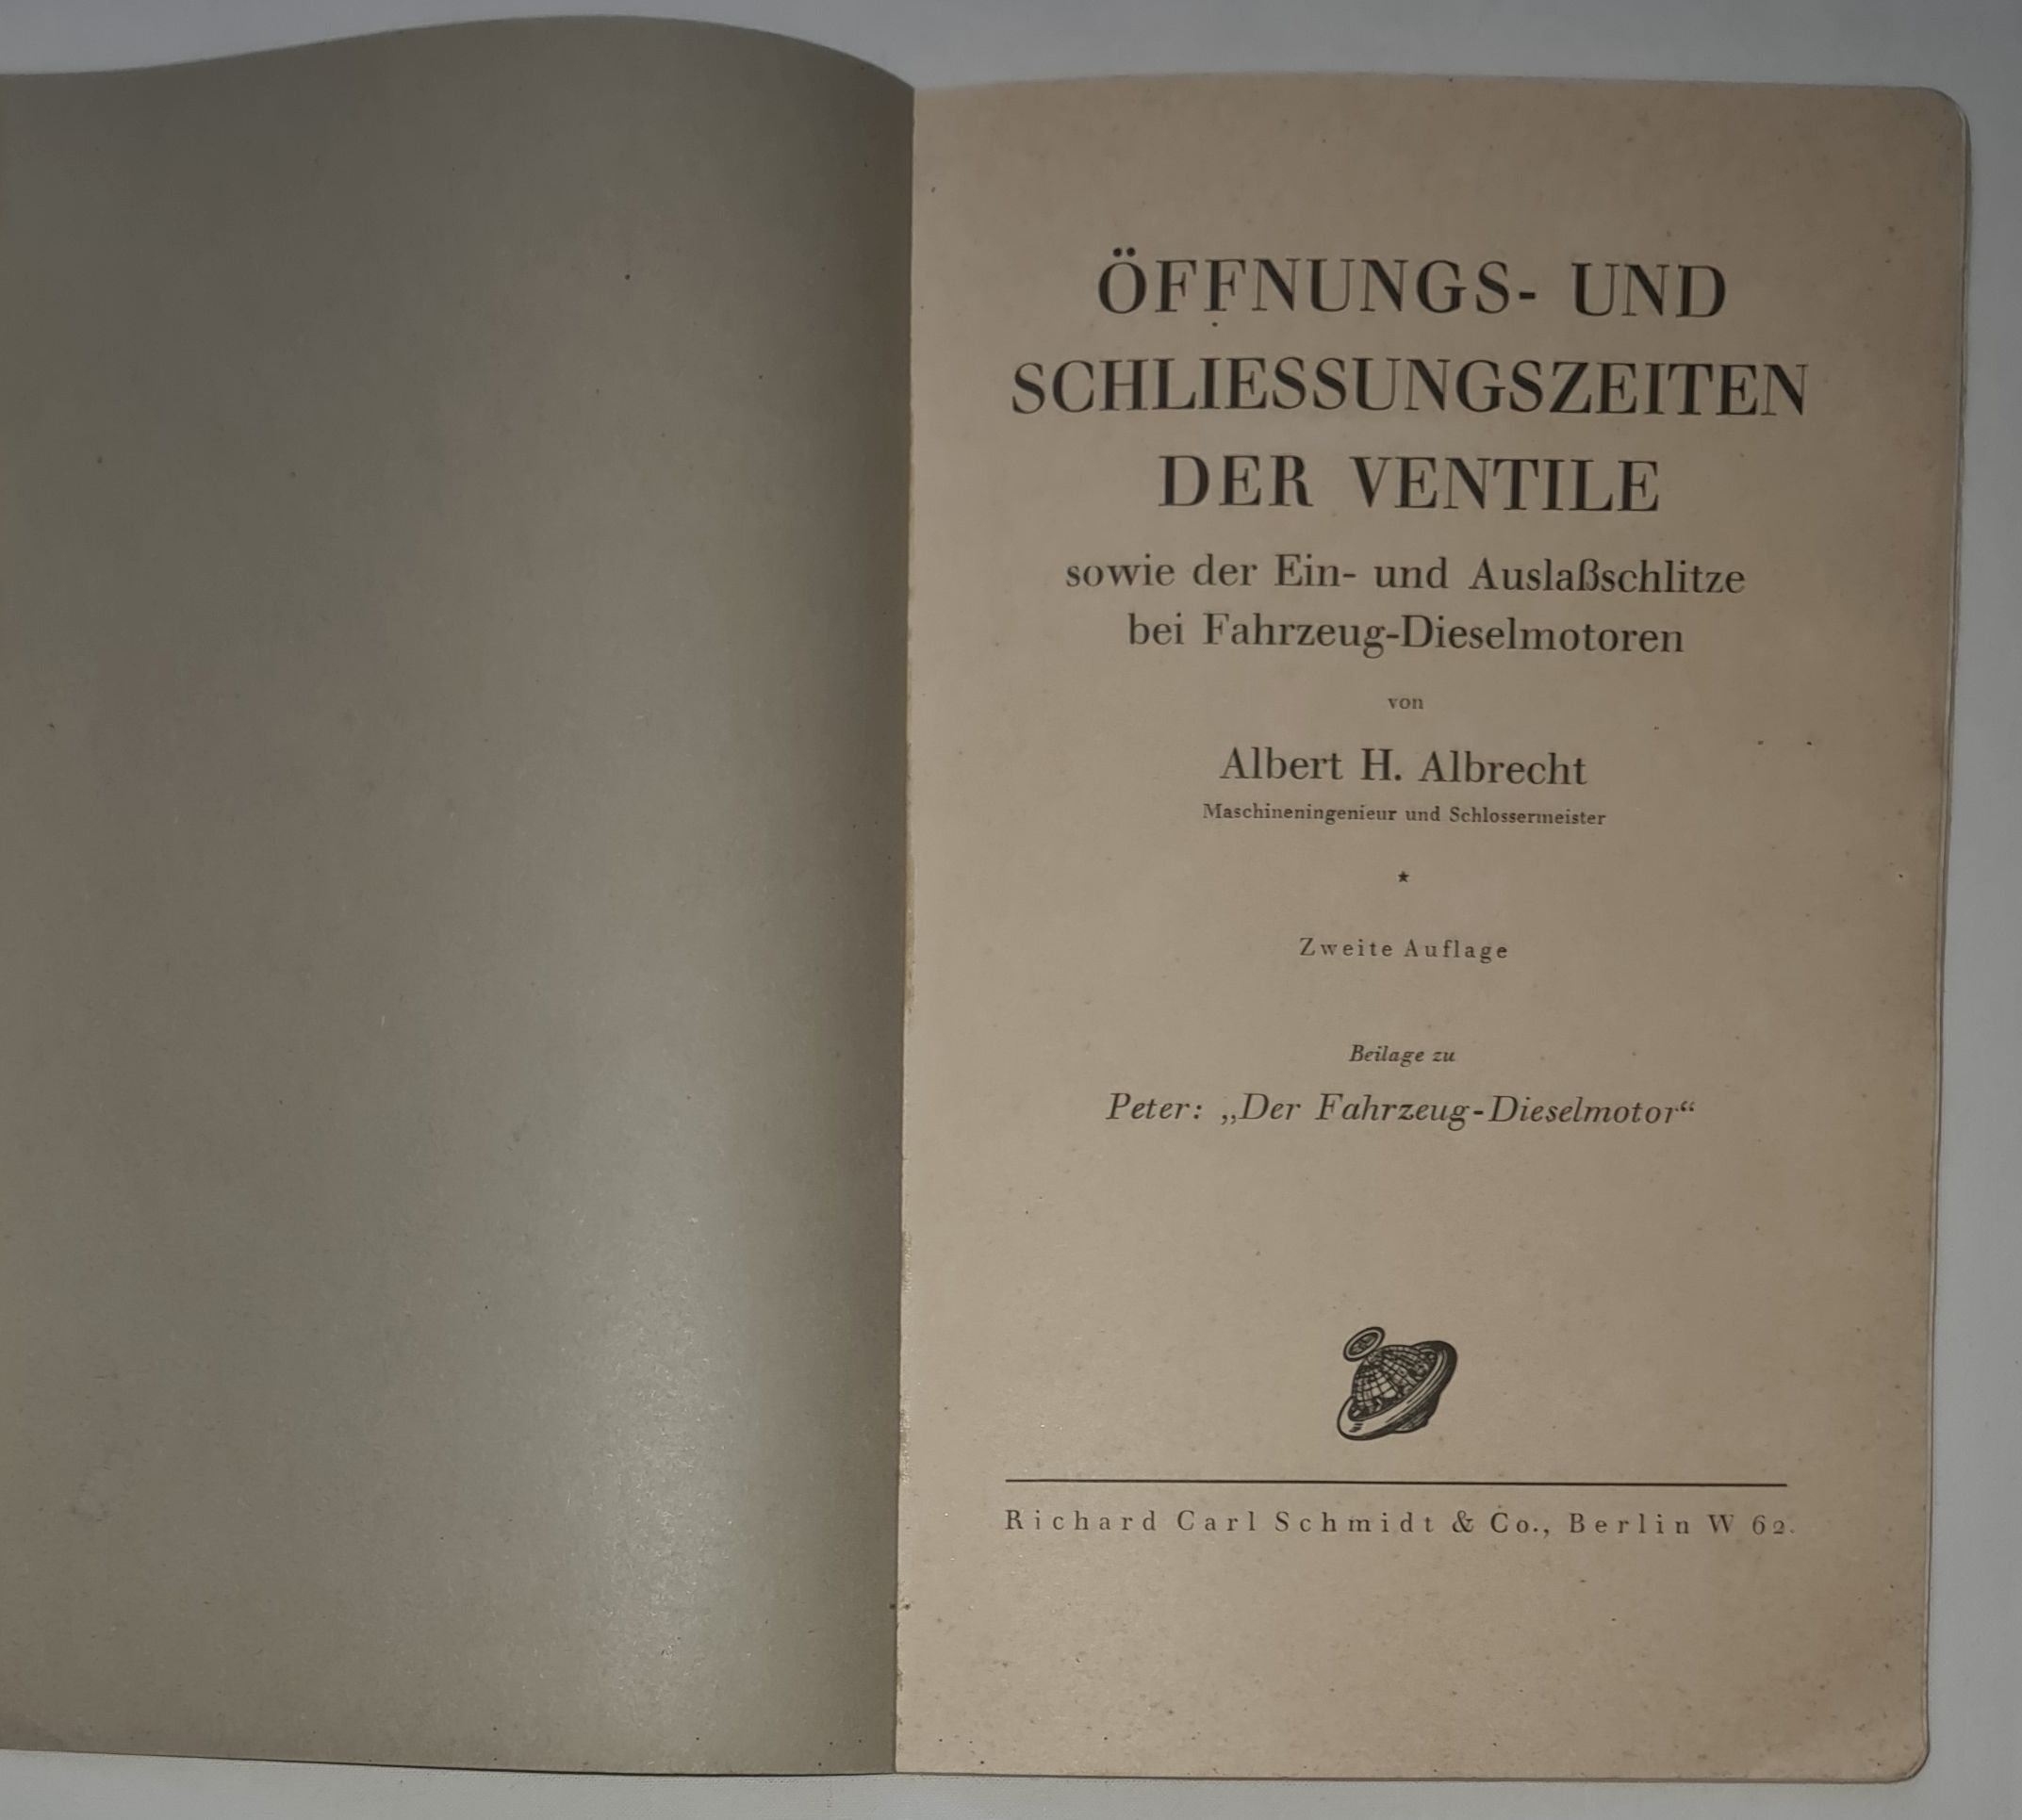 ÖFFNUNGS- UND
SCHLIESSUNGSZEITEN
DER VENTILE
sowie der Ein- und Auslaßschlitze
bei Fahrzeug-Dieselmotoren
von
Albert H. Albrecht
Maschineningenieur und Schlossermeister
★
Zweite Auflage
Beilage zu
Peter: „Der Fahrzeug-Dieselmotor“
Richard Carl Schmidt & Co., Berlin W 62.